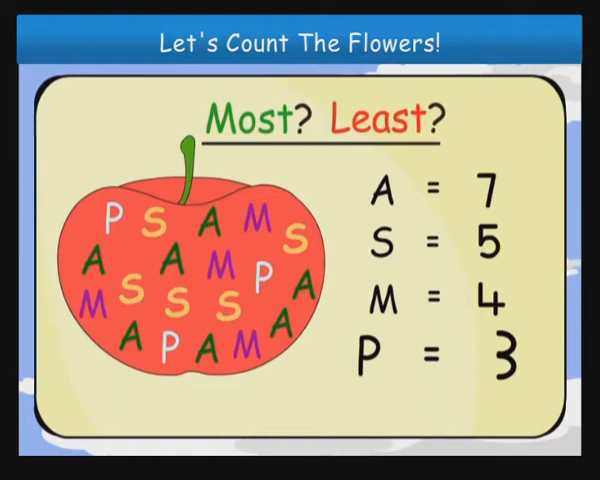 Let's Count The Flowers!
Most? Least?
P S A M
S
A A M P
M S S S A
A P A M A
A = 7
S = 5
M = 4
P = 3